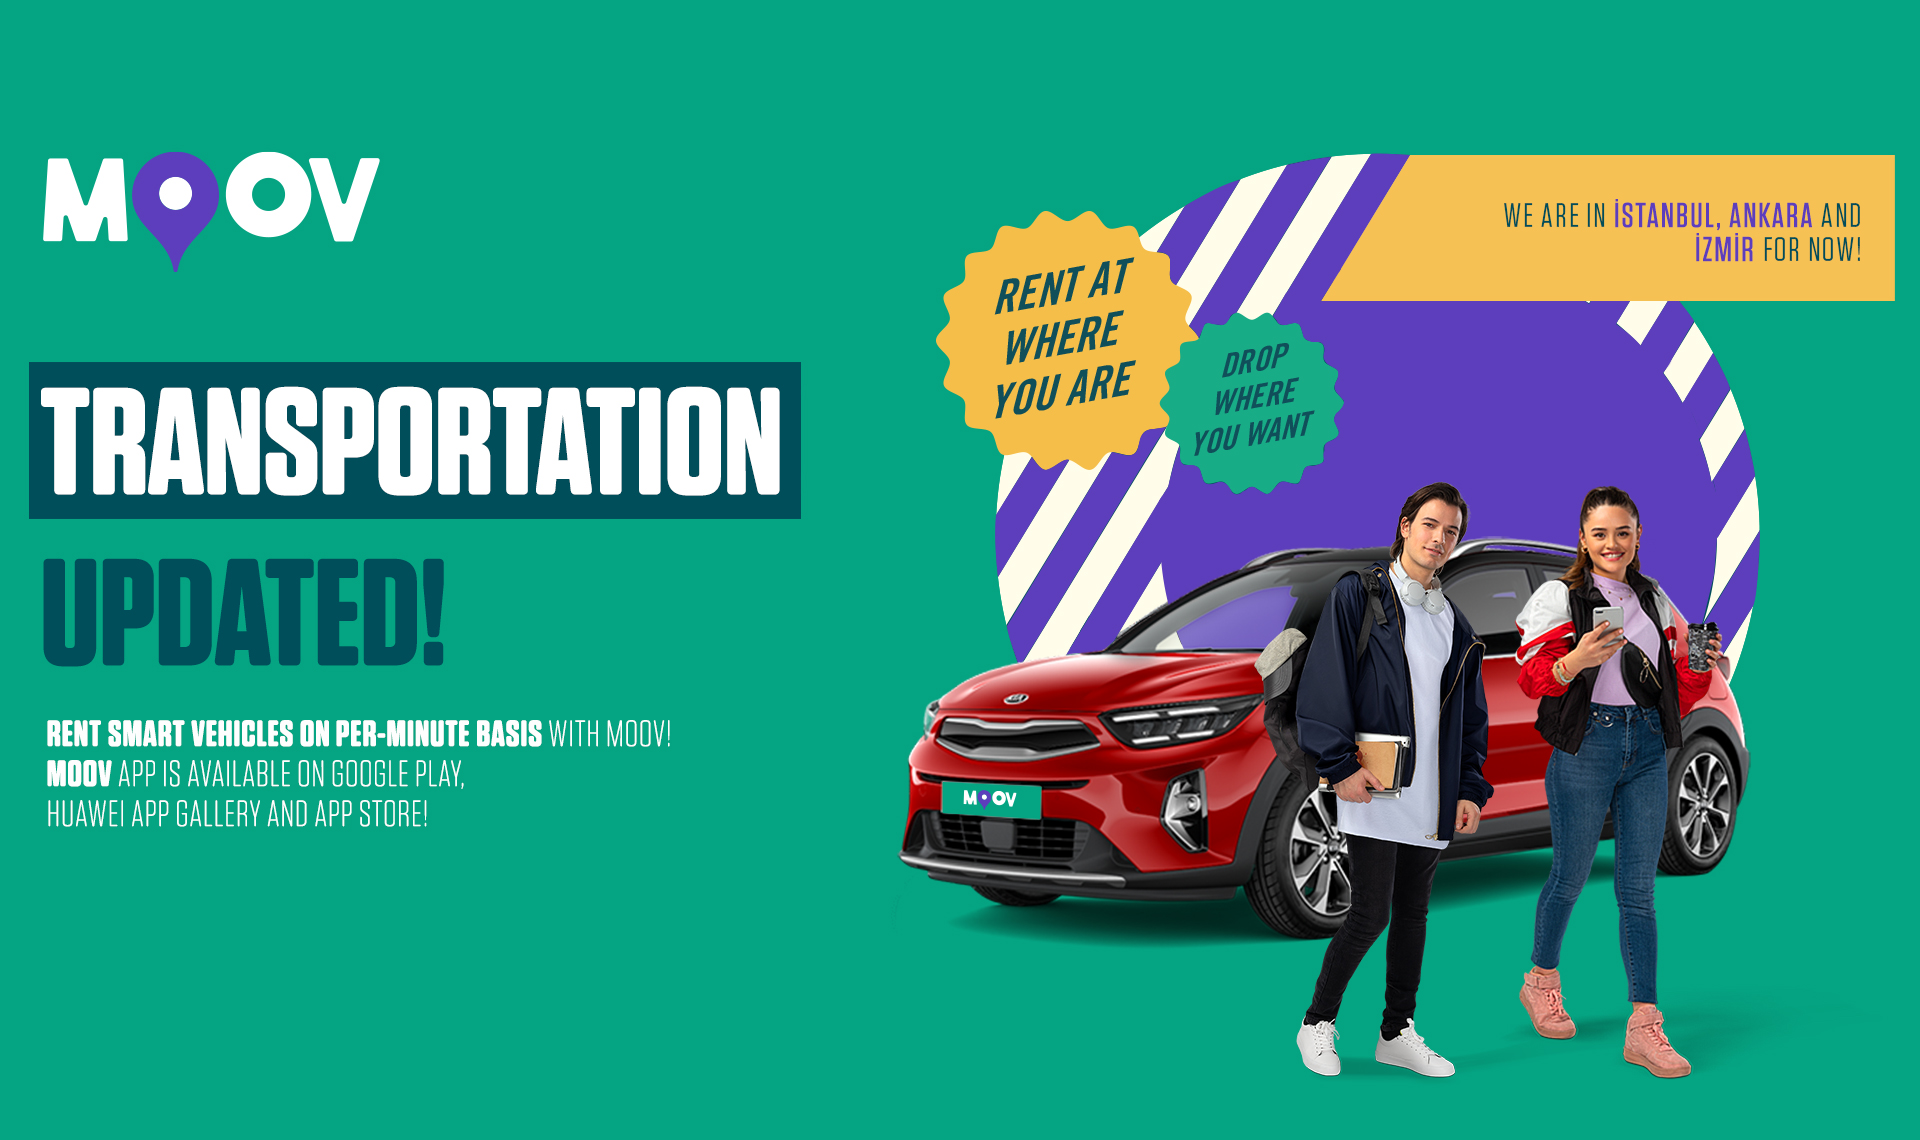 MOOV
TRANSPORTATION
UPDATED!
RENT SMART VEHICLES ON PER-MINUTE BASIS WITH MOOV!
MOOV APP IS AVAILABLE ON GOOGLE PLAY,
HUAWEI APP GALLERY AND APP STORE!
WE ARE IN İSTANBUL, ANKARA AND
İZMİR FOR NOW!
RENT AT
WHERE
YOU ARE
DROP
WHERE
YOU WANT
KIA
MOOV